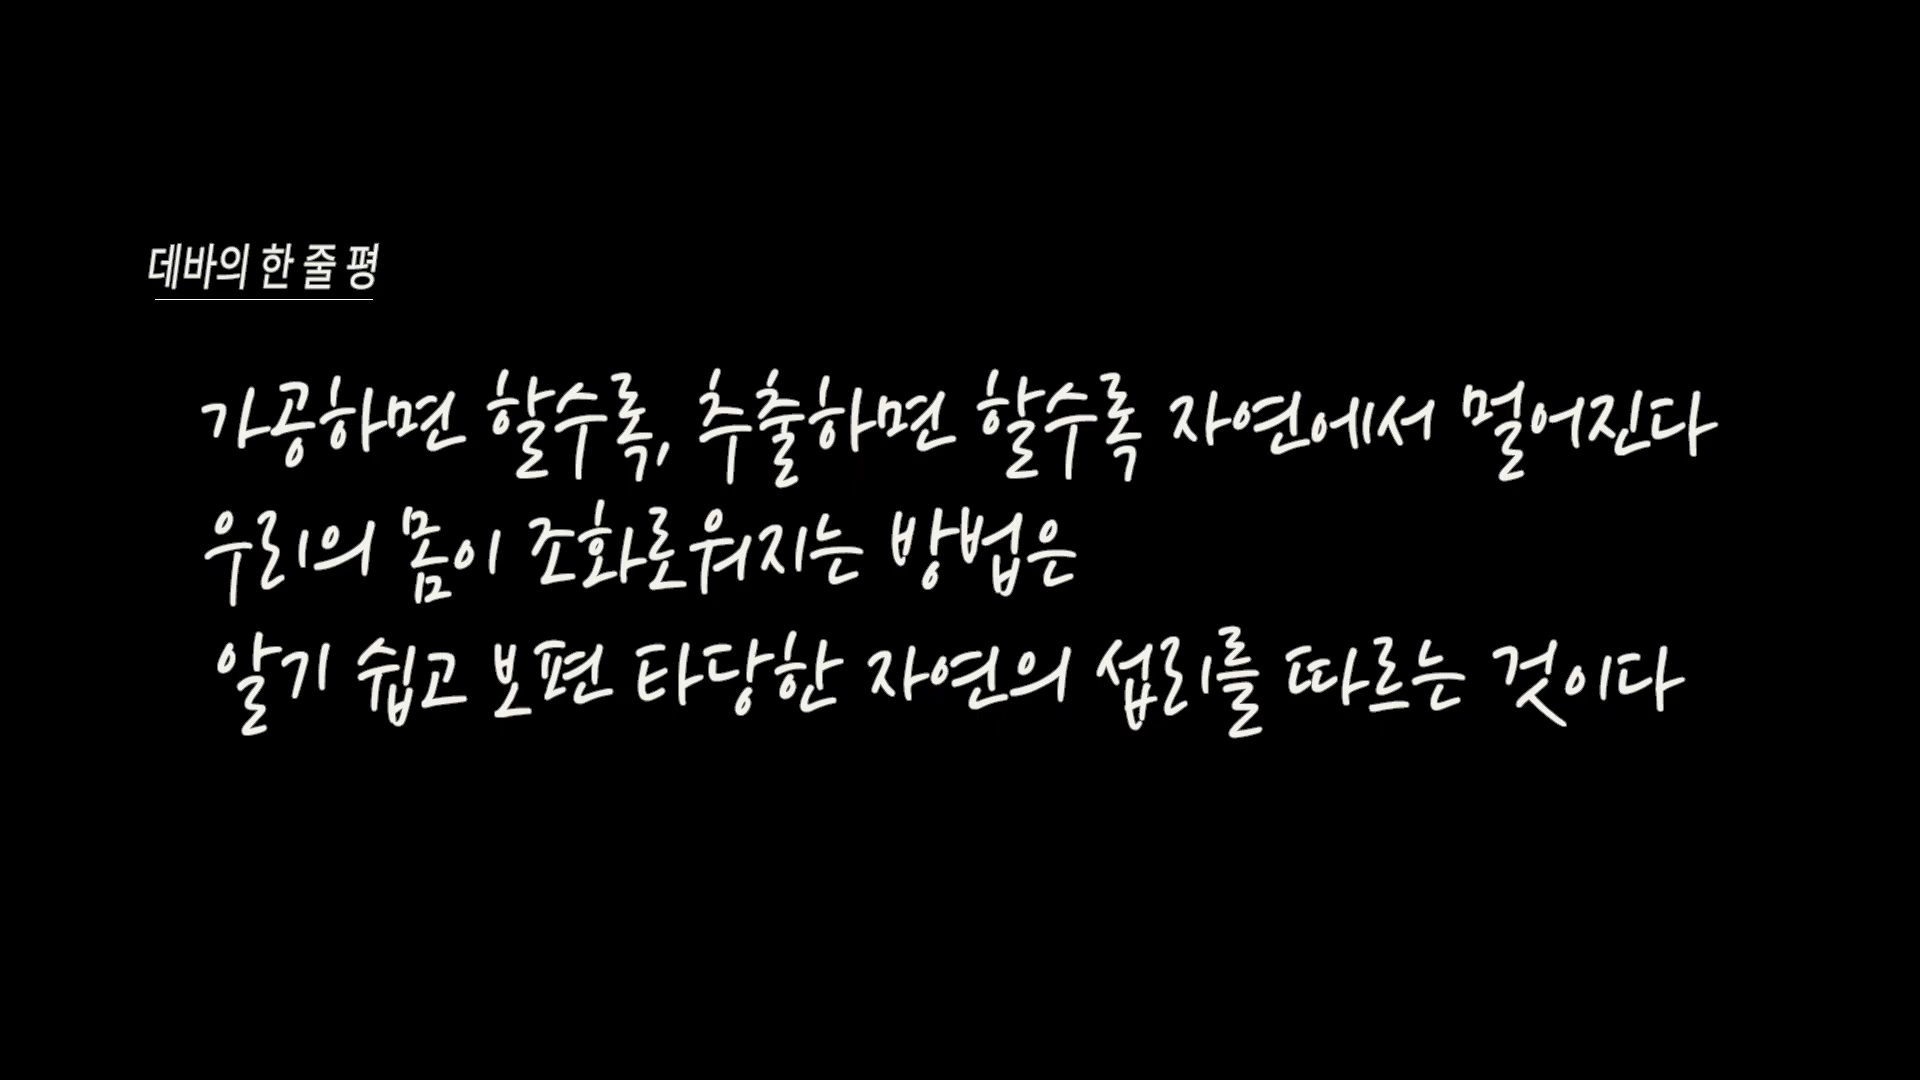 데바의 한 줄 평
가공하면 할수록, 추출하면 할수록 자연에서 멀어진다
우리의 몸이 조화로워지는 방법은
알기 쉽고 보편 타당한 자연의 섭리를 따르는 것이다